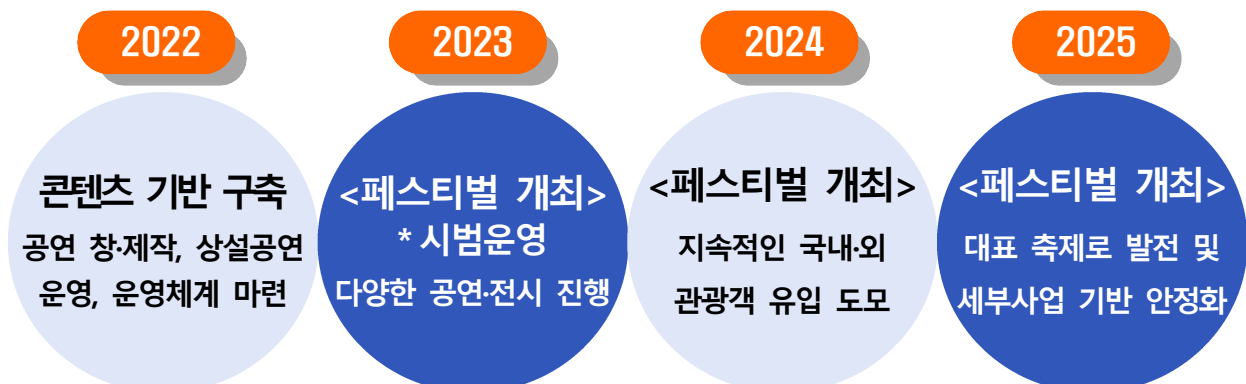 2022
콘텐츠 기반 구축
공연 창·제작, 상설공연
운영, 운영체계 마련
2023
<페스티벌 개최>
* 시범운영
다양한 공연·전시 진행
2024
<페스티벌 개최>
지속적인 국내·외
관광객 유입 도모
2025
<페스티벌 개최>
대표 축제로 발전 및
세부사업 기반 안정화